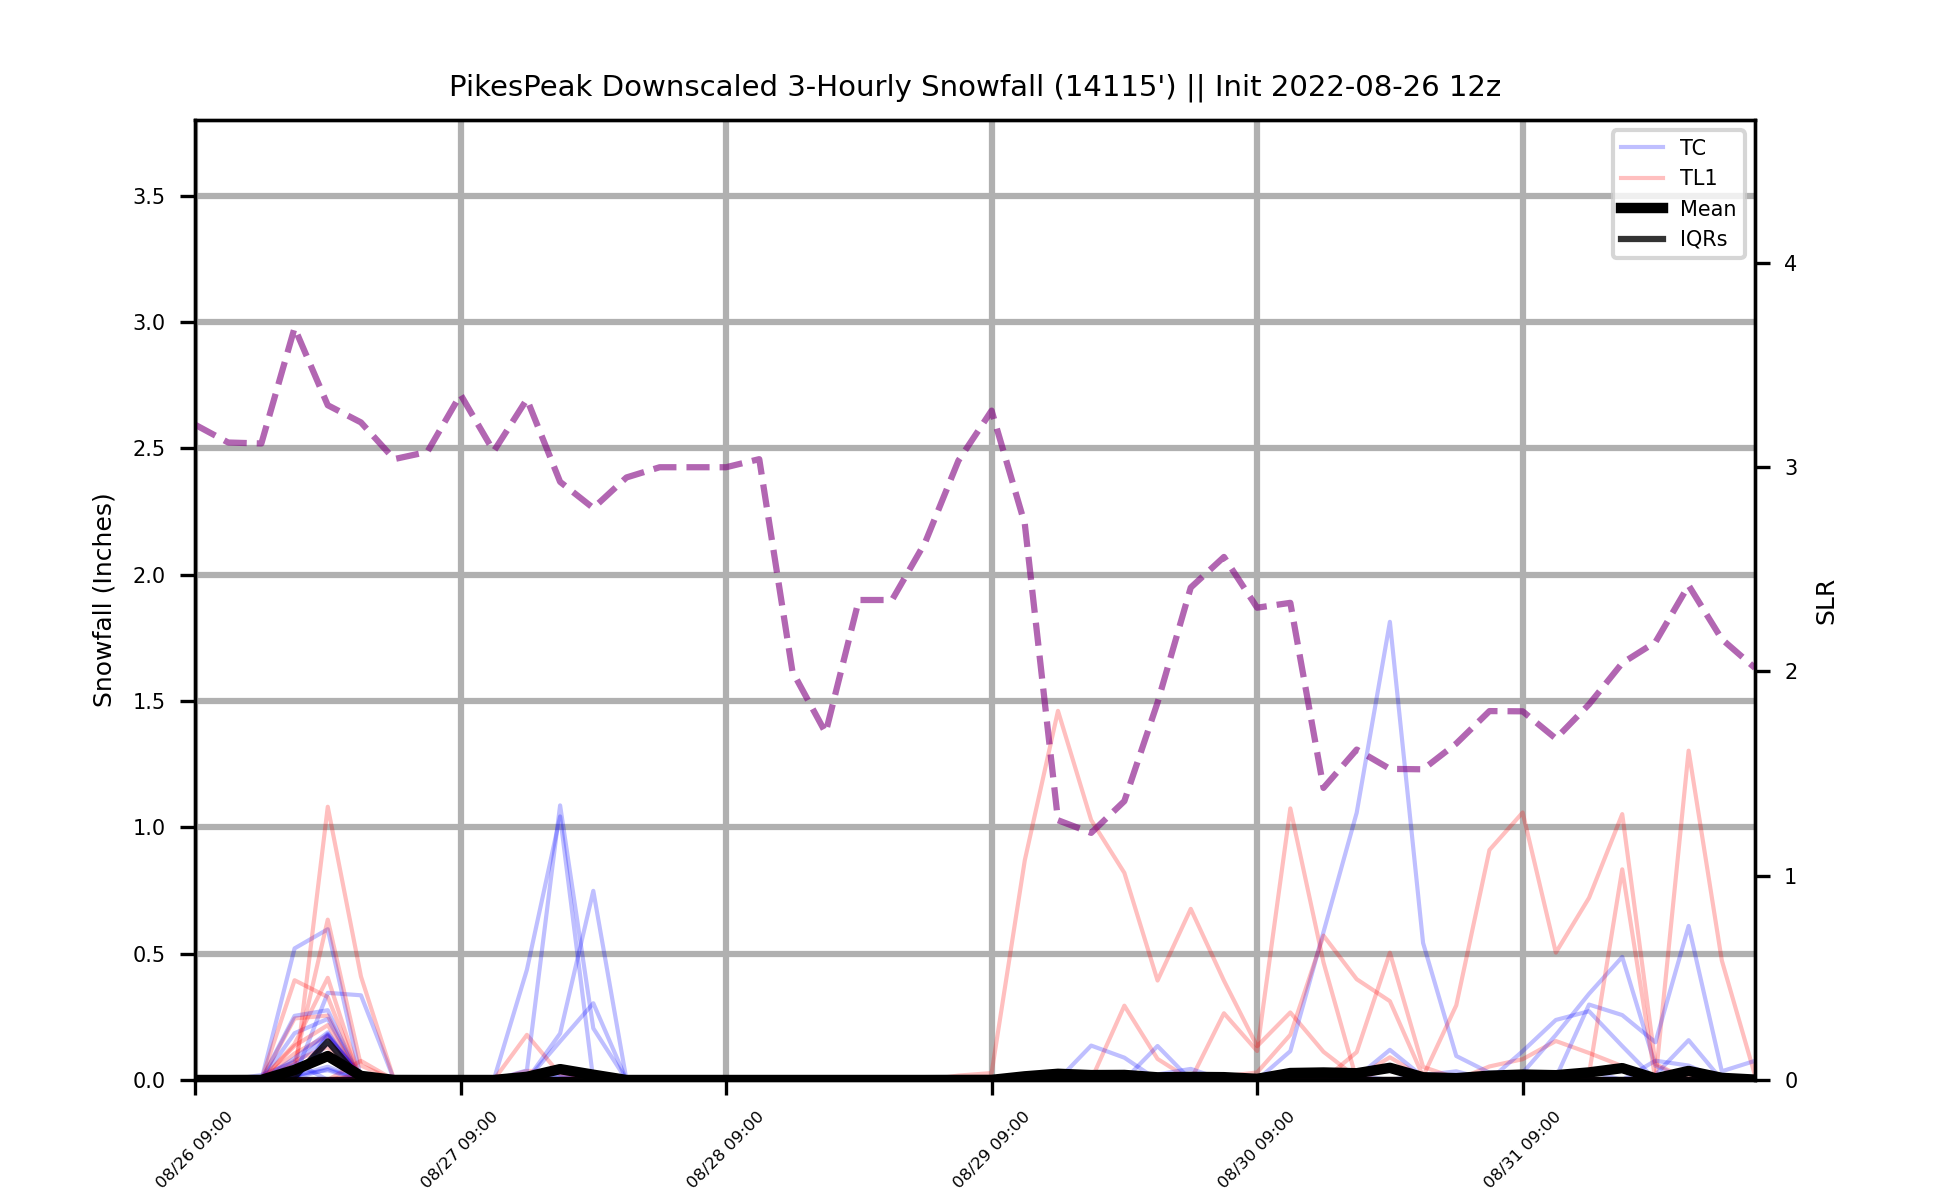 PikesPeak Downscaled 3-Hourly Snowfall (14115') || Init 2022-08-26 12z
TC
TL1
Mean
IQRs
Snowfall (Inches)
3.5
3.0
2.5
2.0
1.5
1.0
0.5
0.0
4
3
2
1
0
SLR
08/26 09:00
08/27 09:00
08/28 09:00
08/29 09:00
08/30 09:00
08/31 09:00